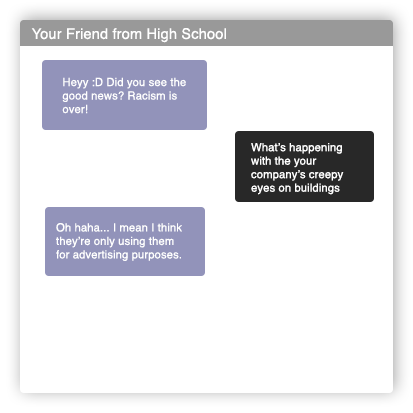 Your Friend from High School
Heyy :D Did you see the
good news? Racism is
over!
What's happening
with the your
company's creepy
eyes on buildings
Oh haha... I mean I think
they're only using them
for advertising purposes.